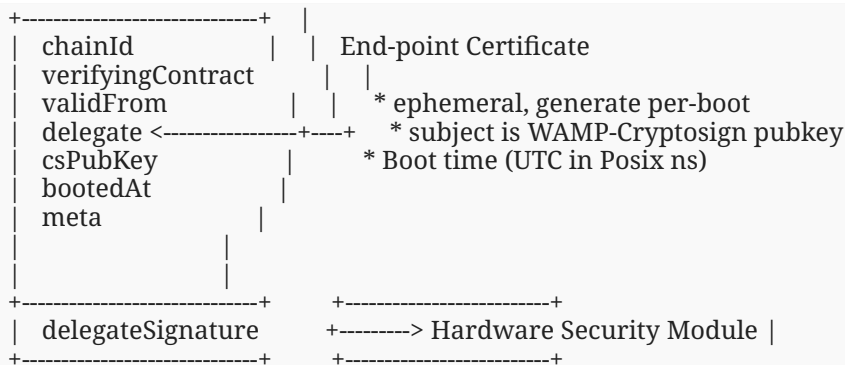 +------------------------------+ |
| chainId | | End-point Certificate
| verifyingContract | |
| validFrom | | * ephemeral, generate per-boot
| delegate <-----------------+----+ * subject is WAMP-Cryptosign pubkey
| csPubKey | * Boot time (UTC in Posix ns)
| bootedAt |
| meta |
| |
| |
+------------------------------+ +--------------------------+
| delegateSignature +---------> Hardware Security Module |
+------------------------------+ +--------------------------+